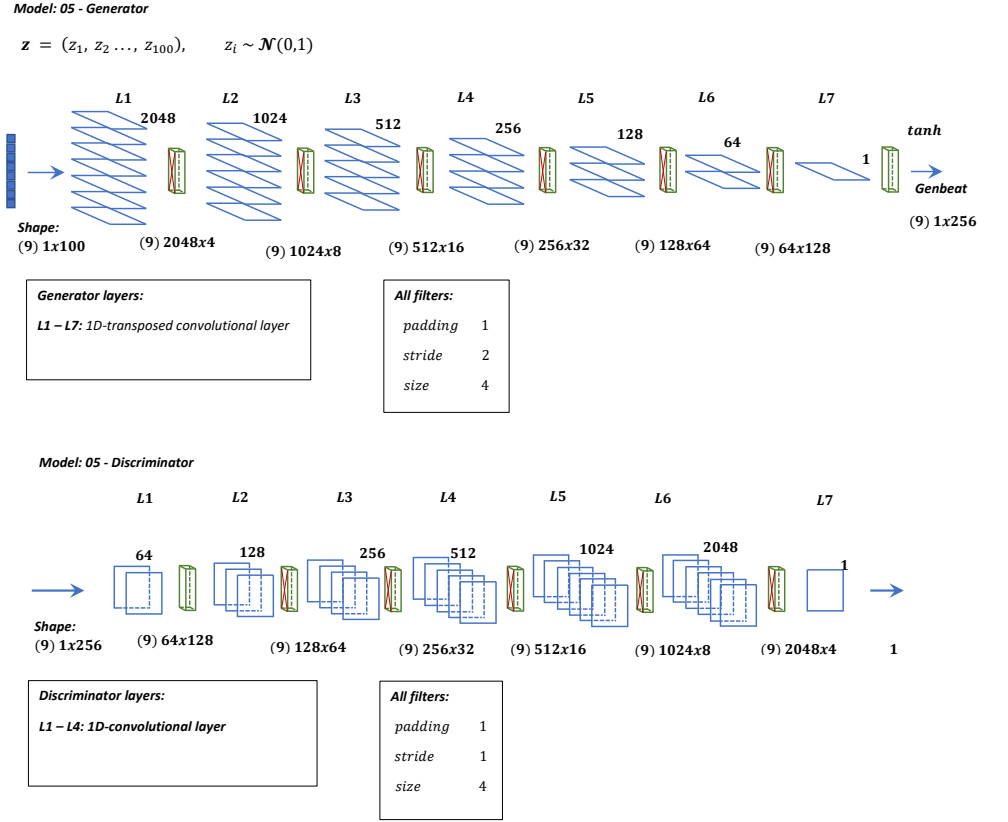 Model: 05 - Generator
z = (z₁, z₂ …, z₁₀₀), zᵢ ~ 𝒩(0,1)
L1 L2 L3 L4 L5 L6 L7
2048 1024 512 256 128 64 1 tanh
Genbeat
Shape:
(9) 1x100 (9) 2048x4 (9) 1024x8 (9) 512x16 (9) 256x32 (9) 128x64 (9) 64x128 (9) 1x256
Generator layers:
L1 – L7: 1D-transposed convolutional layer
All filters:
padding 1
stride 2
size 4
Model: 05 - Discriminator
L1 L2 L3 L4 L5 L6 L7
64 128 256 512 1024 2048 1
Shape:
(9) 1x256 (9) 64x128 (9) 128x64 (9) 256x32 (9) 512x16 (9) 1024x8 (9) 2048x4 1
Discriminator layers:
L1 – L4: 1D-convolutional layer
All filters:
padding 1
stride 1
size 4